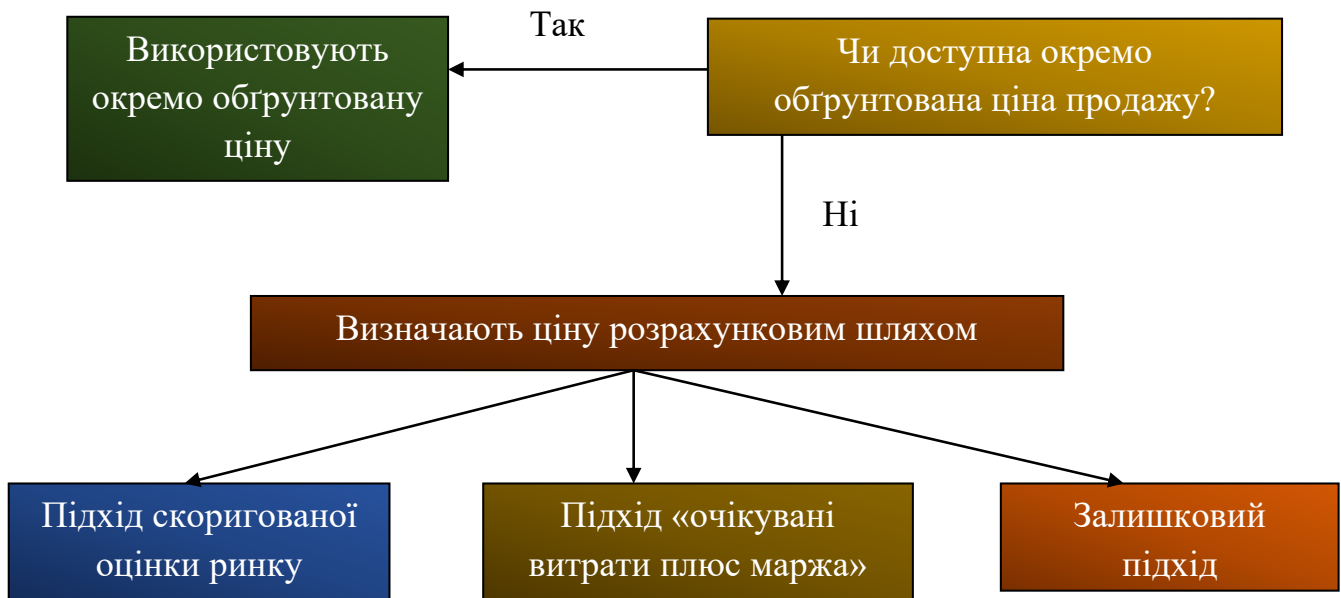 Так
Використовують
окремо обґрунтовану
ціну
Чи доступна окремо
обґрунтована ціна продажу?
Ні
Визначають ціну розрахунковим шляхом
Підхід скоригованої
оцінки ринку
Підхід «очікувані
витрати плюс маржа»
Залишковий
підхід